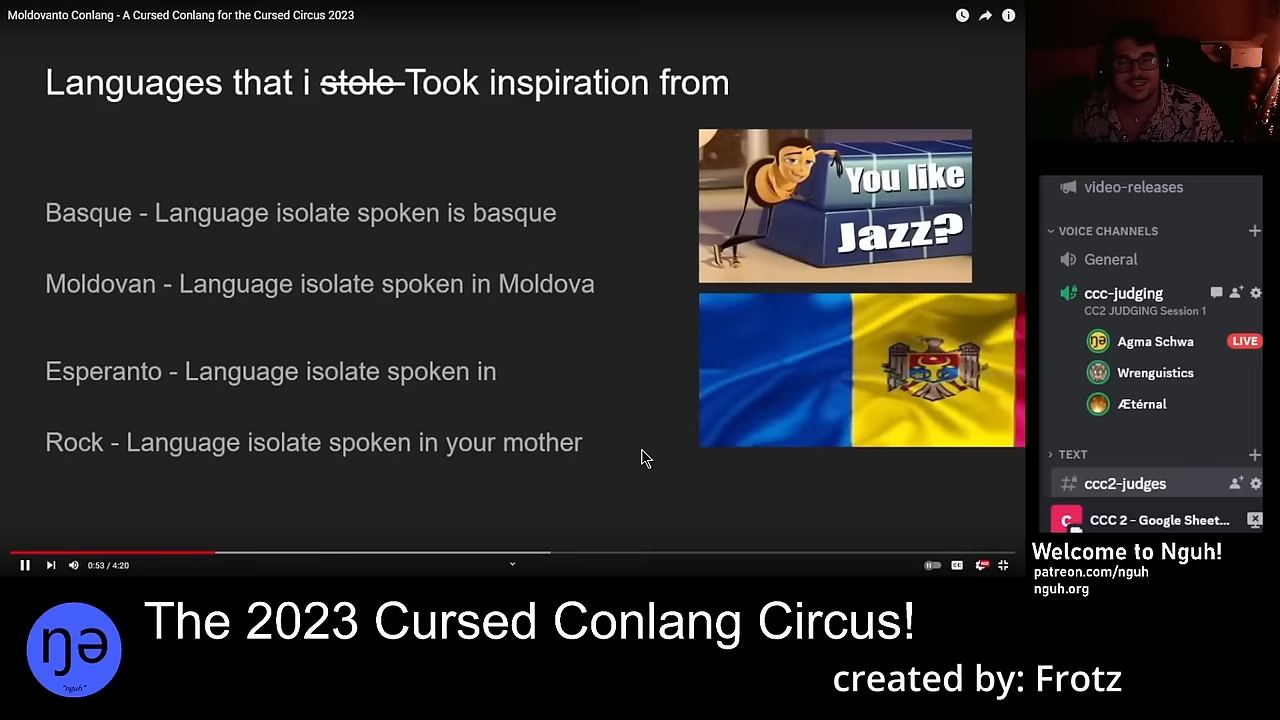 Moldovanto Conlang - A Cursed Conlang for the Cursed Circus 2023
Languages that i stole Took inspiration from
You like
Jazz?
Basque - Language isolate spoken is basque
Moldovan - Language isolate spoken in Moldova
Esperanto - Language isolate spoken in
Rock - Language isolate spoken in your mother
0:53 / 4:20
CC
video-releases
VOICE CHANNELS
General
ccc-judging
CC2 JUDGING Session 1
ŋə
Agma Schwa
LIVE
Wrenguistics
Ætérnal
TEXT
ccc2-judges
C
CCC 2 - Google Sheet...
Welcome to Nguh!
patreon.com/nguh
nguh.org
ŋə
"nguh"
The 2023 Cursed Conlang Circus!
created by: Frotz